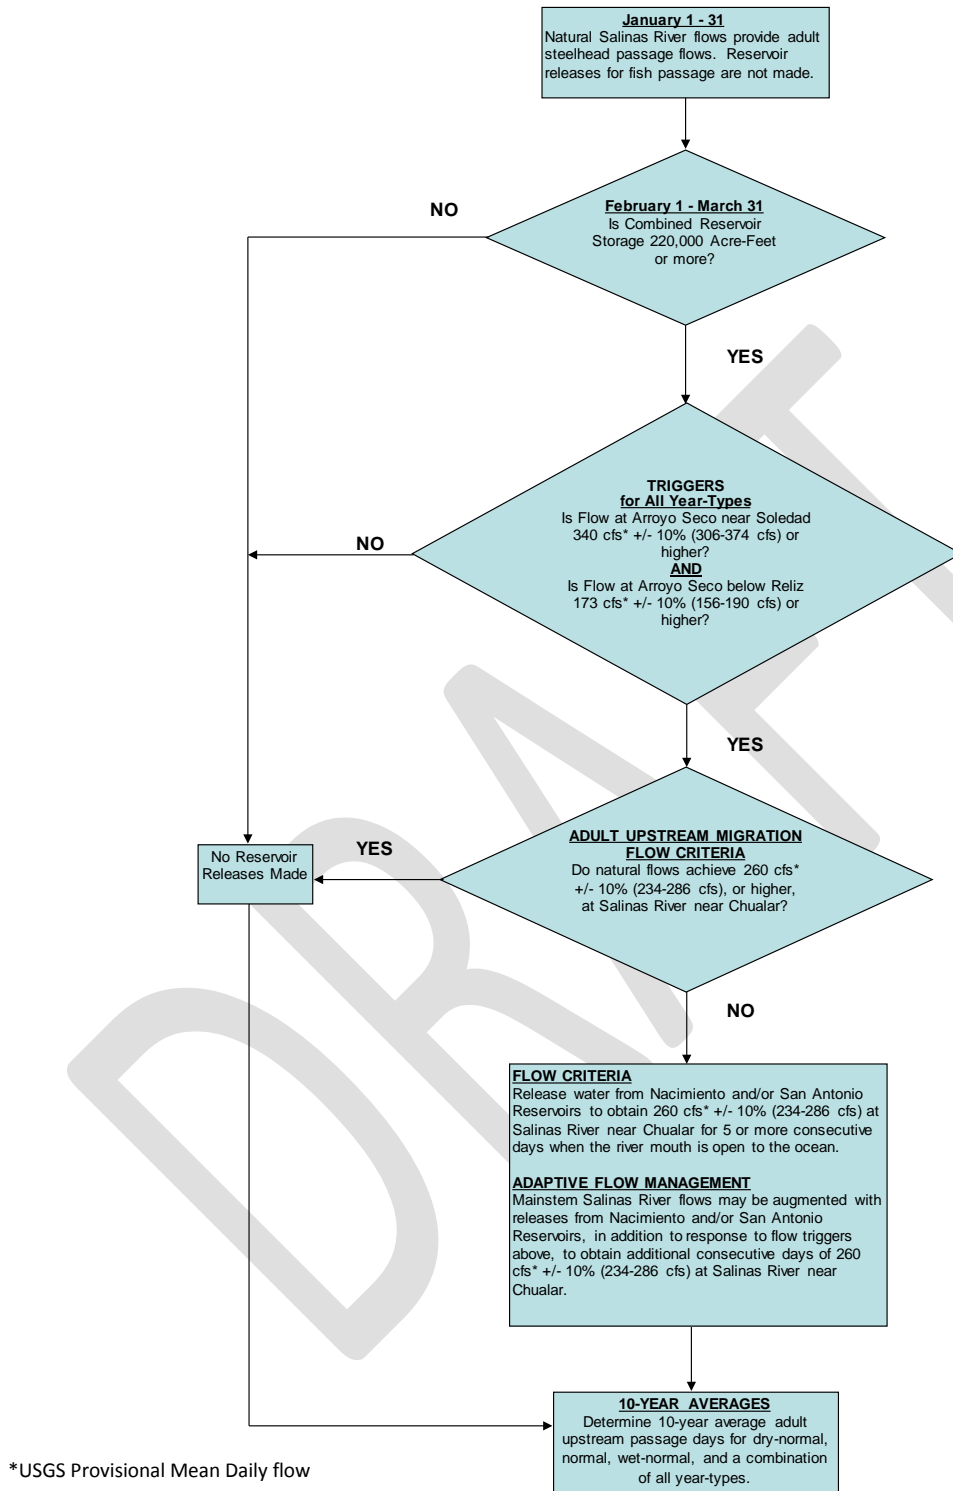 January 1 - 31
Natural Salinas River flows provide adult
steelhead passage flows. Reservoir
releases for fish passage are not made.
NO
February 1 - March 31
Is Combined Reservoir
Storage 220,000 Acre-Feet
or more?
YES
TRIGGERS
for All Year-Types
Is Flow at Arroyo Seco near Soledad
340 cfs* +/- 10% (306-374 cfs) or
higher?
AND
Is Flow at Arroyo Seco below Reliz
173 cfs* +/- 10% (156-190 cfs) or
higher?
NO
YES
ADULT UPSTREAM MIGRATION
FLOW CRITERIA
Do natural flows achieve 260 cfs*
+/- 10% (234-286 cfs), or higher,
at Salinas River near Chualar?
YES
No Reservoir
Releases Made
NO
FLOW CRITERIA
Release water from Nacimiento and/or San Antonio
Reservoirs to obtain 260 cfs* +/- 10% (234-286 cfs) at
Salinas River near Chualar for 5 or more consecutive
days when the river mouth is open to the ocean.
ADAPTIVE FLOW MANAGEMENT
Mainstem Salinas River flows may be augmented with
releases from Nacimiento and/or San Antonio
Reservoirs, in addition to response to flow triggers
above, to obtain additional consecutive days of 260
cfs* +/- 10% (234-286 cfs) at Salinas River near
Chualar.
10-YEAR AVERAGES
Determine 10-year average adult
upstream passage days for dry-normal,
normal, wet-normal, and a combination
of all year-types.
*USGS Provisional Mean Daily flow
DRAFT